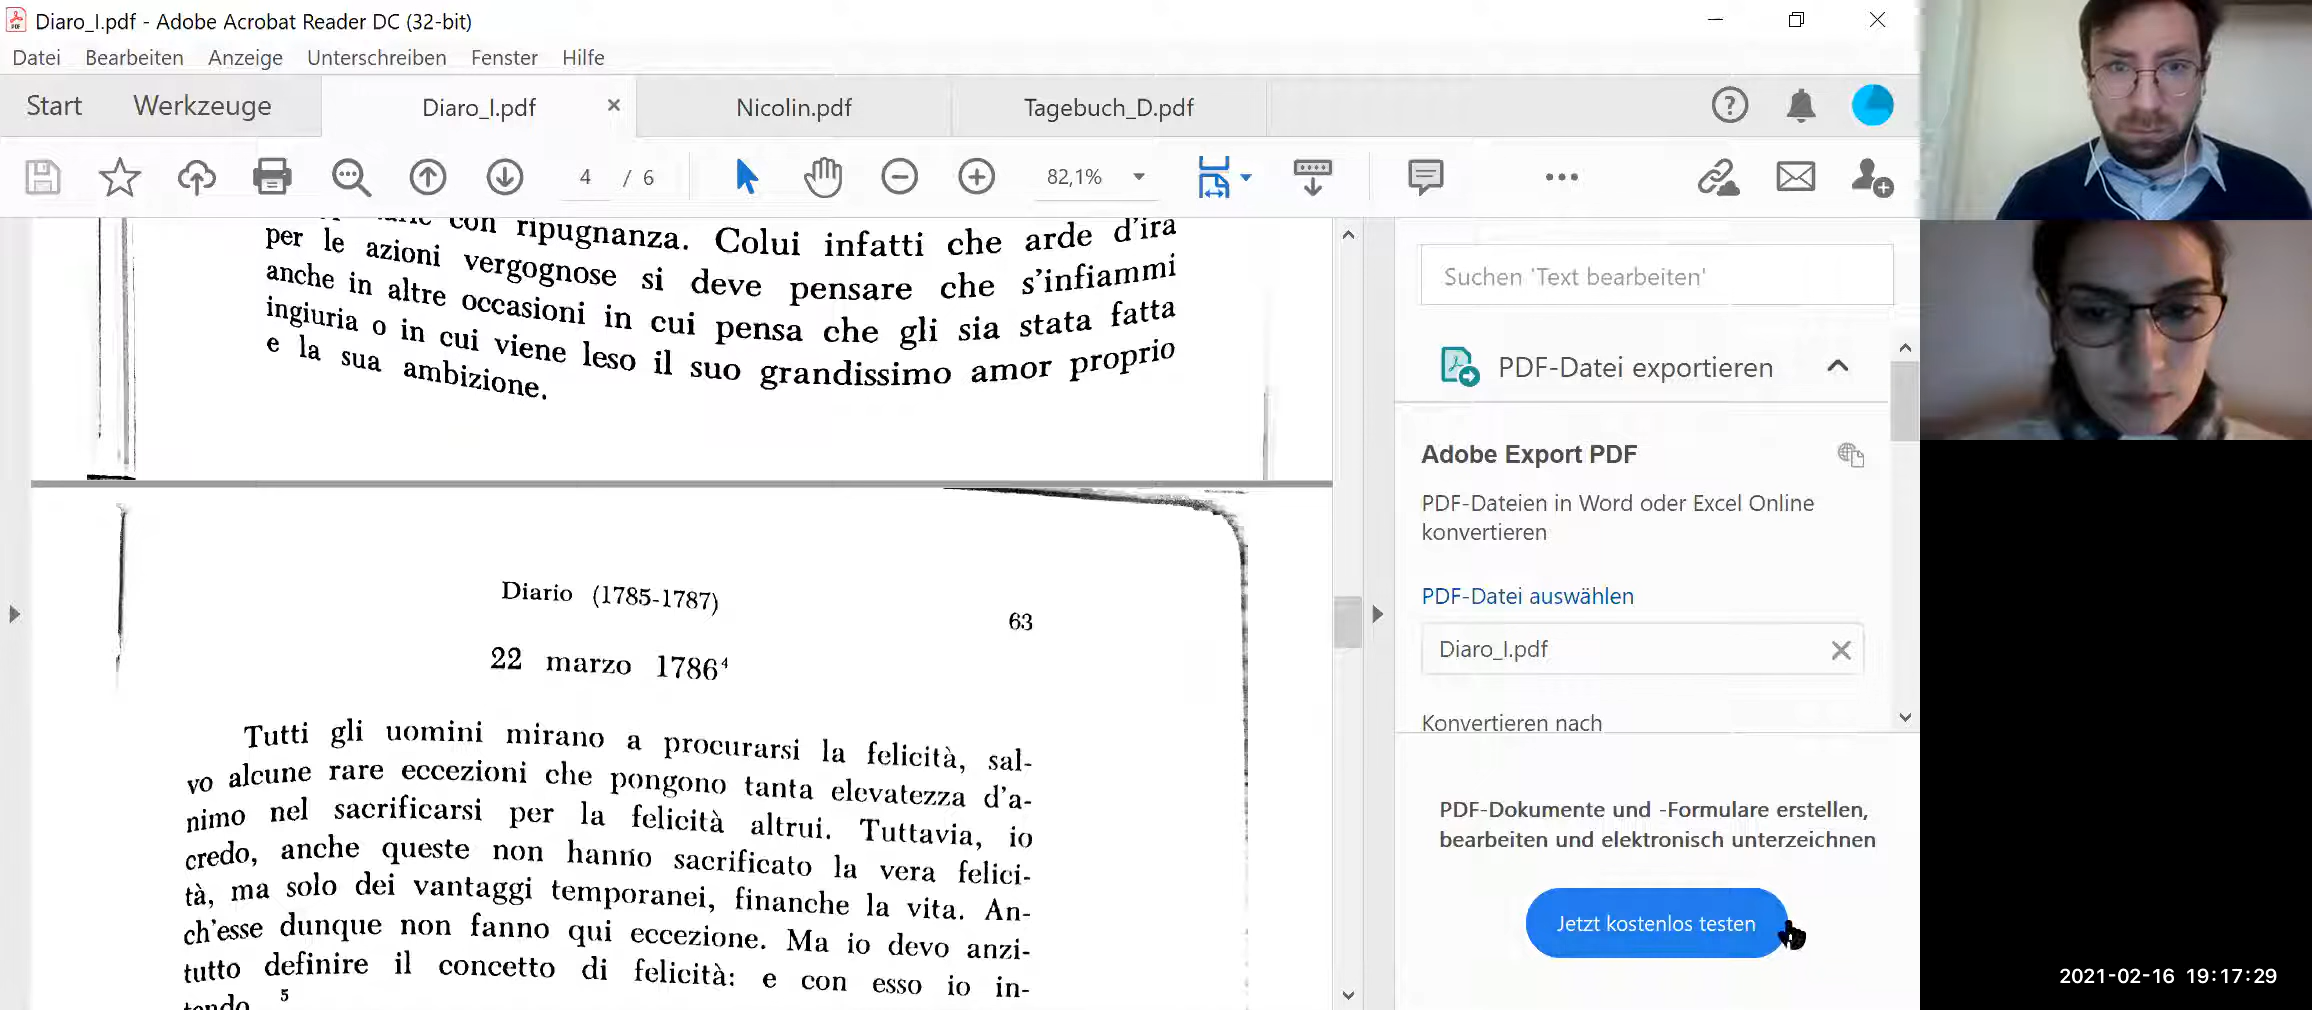 Diaro_I.pdf - Adobe Acrobat Reader DC (32-bit)
Datei Bearbeiten Anzeige Unterschreiben Fenster Hilfe
Start Werkzeuge Diaro_I.pdf Nicolin.pdf Tagebuch_D.pdf
4 / 6 82,1%
con ripugnanza. Colui infatti che arde d'ira
per le azioni vergognose si deve pensare che s'infiammi
anche in altre occasioni in cui pensa che gli sia stata fatta
ingiuria o in cui viene leso il suo grandissimo amor proprio
e la sua ambizione.
Diario (1785-1787)
63
22 marzo 1786⁴
Tutti gli uomini mirano a procurarsi la felicità, sal-
vo alcune rare eccezioni che pongono tanta elevatezza d'a-
nimo nel sacrificarsi per la felicità altrui. Tuttavia, io
credo, anche queste non hanno sacrificato la vera felici-
tà, ma solo dei vantaggi temporanei, finanche la vita. An-
ch'esse dunque non fanno qui eccezione. Ma io devo anzi-
tutto definire il concetto di felicità: e con esso io in-
tendo ⁵
Suchen 'Text bearbeiten'
PDF-Datei exportieren
Adobe Export PDF
PDF-Dateien in Word oder Excel Online
konvertieren
PDF-Datei auswählen
Diaro_I.pdf
Konvertieren nach
PDF-Dokumente und -Formulare erstellen,
bearbeiten und elektronisch unterzeichnen
Jetzt kostenlos testen
2021-02-16 19:17:29